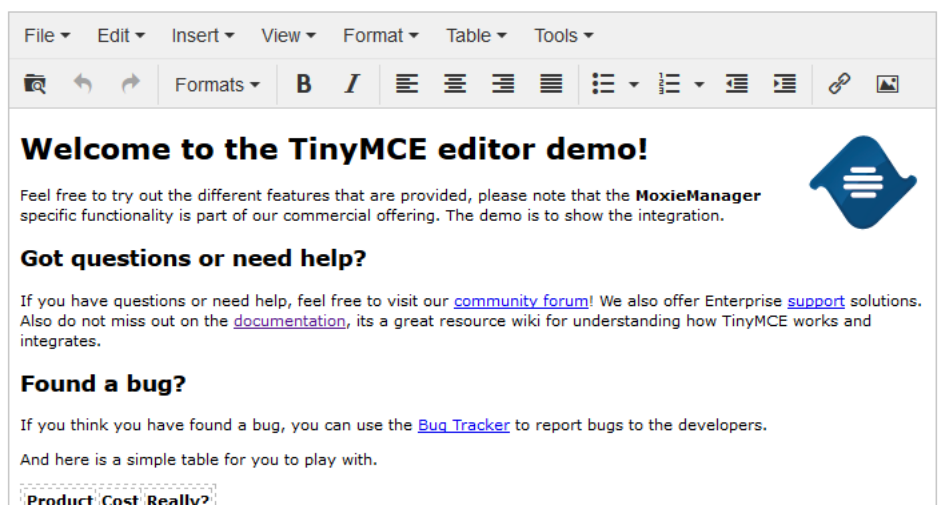 File Edit Insert View Format Table Tools
Formats B I
Welcome to the TinyMCE editor demo!
Feel free to try out the different features that are provided, please note that the MoxieManager
specific functionality is part of our commercial offering. The demo is to show the integration.
Got questions or need help?
If you have questions or need help, feel free to visit our community forum! We also offer Enterprise support solutions.
Also do not miss out on the documentation, its a great resource wiki for understanding how TinyMCE works and
integrates.
Found a bug?
If you think you have found a bug, you can use the Bug Tracker to report bugs to the developers.
And here is a simple table for you to play with.
Product Cost Really?